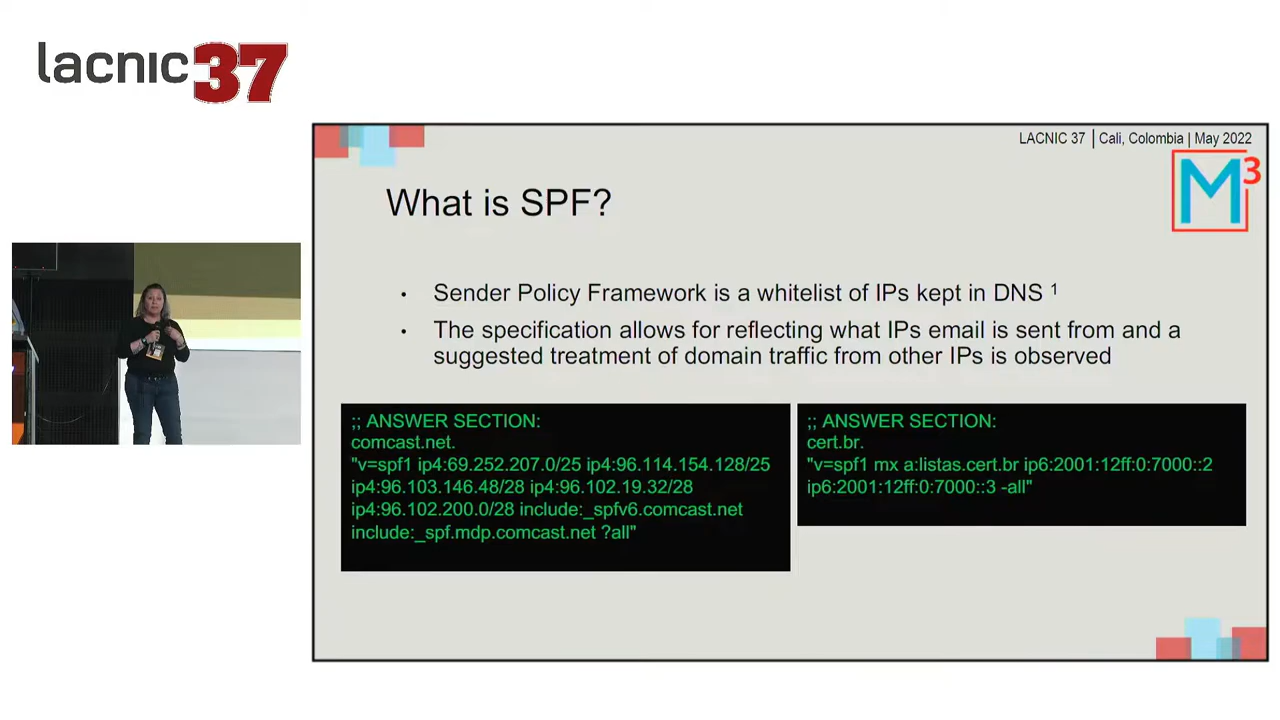 lacnic37
LACNIC 37 | Cali, Colombia | May 2022
M3
What is SPF?
• Sender Policy Framework is a whitelist of IPs kept in DNS 1
• The specification allows for reflecting what IPs email is sent from and a
suggested treatment of domain traffic from other IPs is observed
;; ANSWER SECTION:
comcast.net.
"v=spf1 ip4:69.252.207.0/25 ip4:96.114.154.128/25
ip4:96.103.146.48/28 ip4:96.102.19.32/28
ip4:96.102.200.0/28 include:_spfv6.comcast.net
include:_spf.mdp.comcast.net ?all"
;; ANSWER SECTION:
cert.br.
"v=spf1 mx a:listas.cert.br ip6:2001:12ff:0:7000::2
ip6:2001:12ff:0:7000::3 -all"